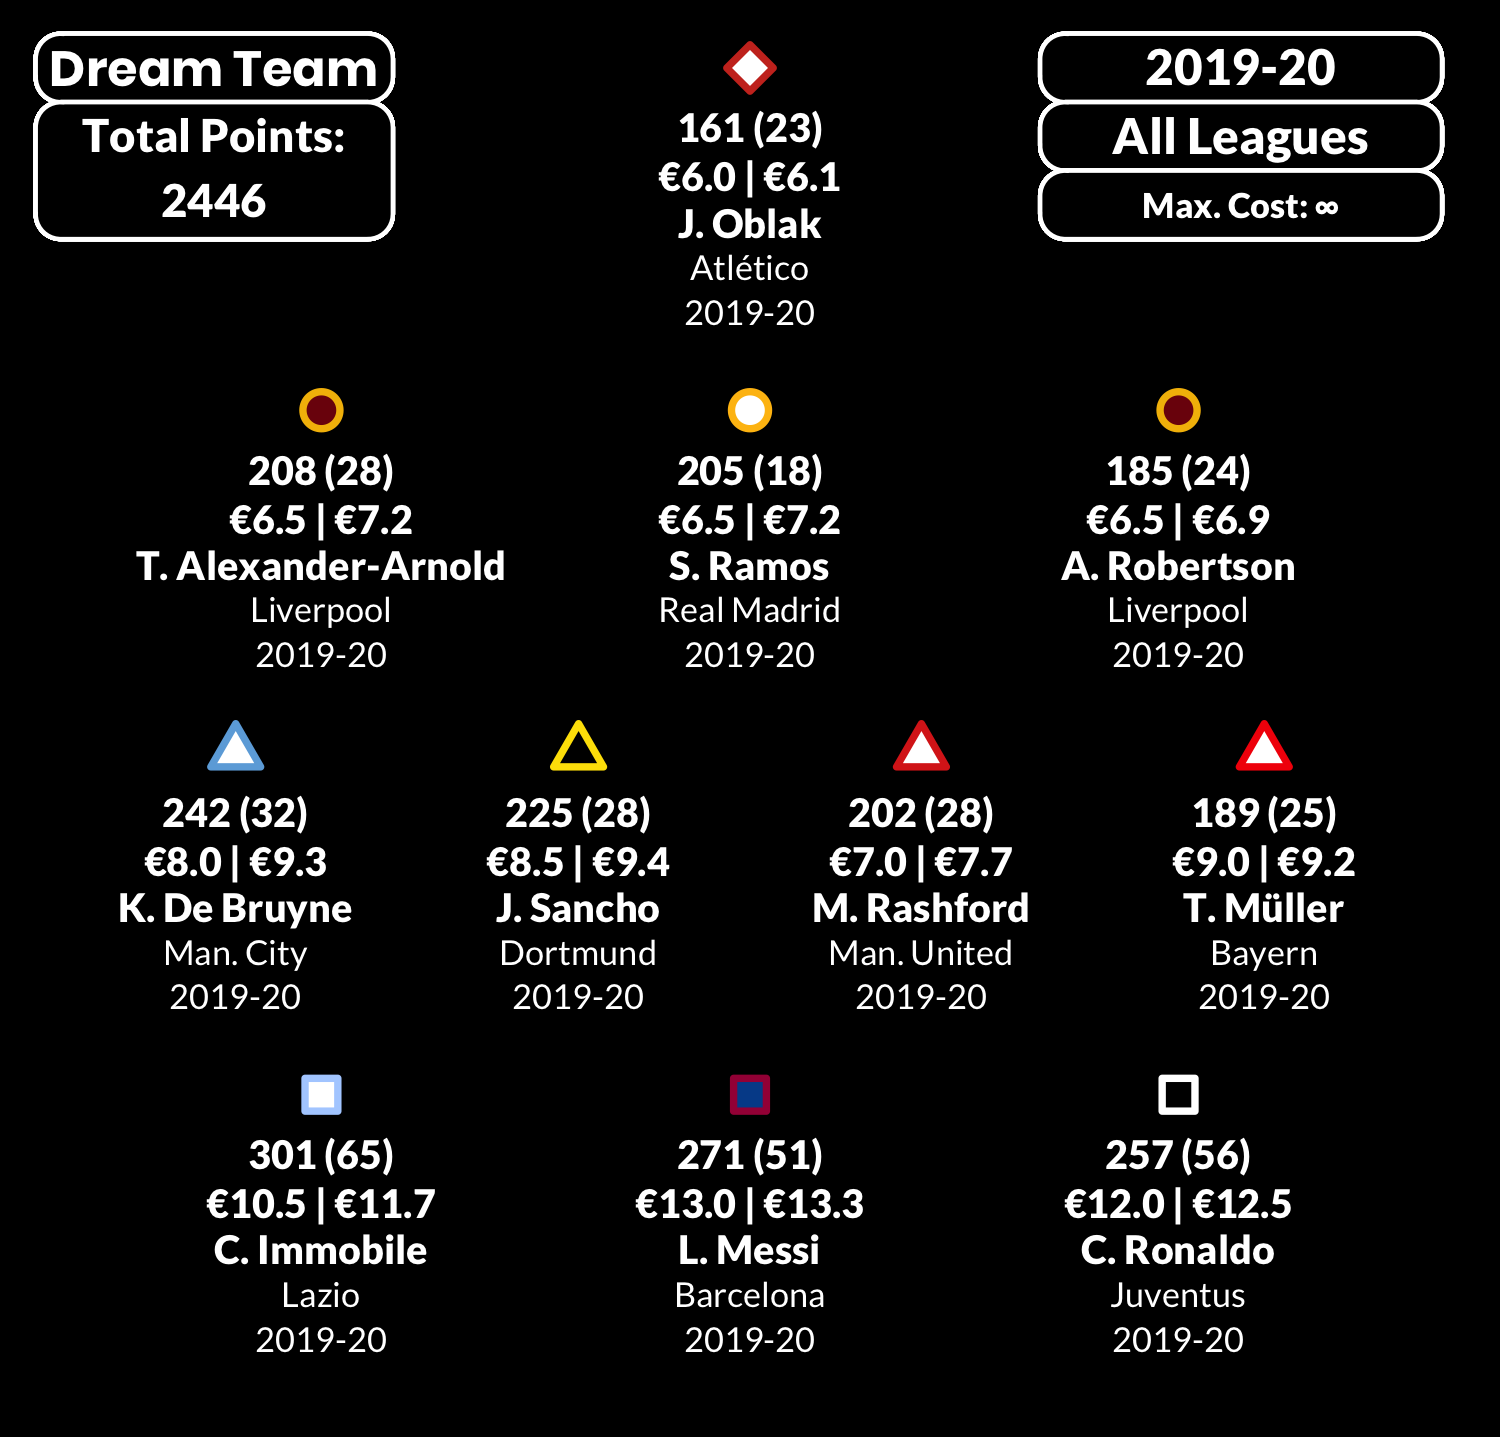 Dream Team
Total Points:
2446
2019-20
All Leagues
Max. Cost: ∞
161 (23)
€6.0 | €6.1
J. Oblak
Atlético
2019-20
208 (28)
€6.5 | €7.2
T. Alexander-Arnold
Liverpool
2019-20
205 (18)
€6.5 | €7.2
S. Ramos
Real Madrid
2019-20
185 (24)
€6.5 | €6.9
A. Robertson
Liverpool
2019-20
242 (32)
€8.0 | €9.3
K. De Bruyne
Man. City
2019-20
225 (28)
€8.5 | €9.4
J. Sancho
Dortmund
2019-20
202 (28)
€7.0 | €7.7
M. Rashford
Man. United
2019-20
189 (25)
€9.0 | €9.2
T. Müller
Bayern
2019-20
301 (65)
€10.5 | €11.7
C. Immobile
Lazio
2019-20
271 (51)
€13.0 | €13.3
L. Messi
Barcelona
2019-20
257 (56)
€12.0 | €12.5
C. Ronaldo
Juventus
2019-20